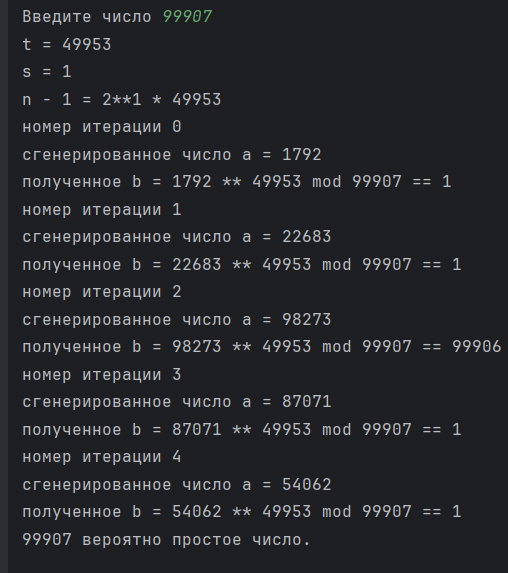 Введите число 99907
t = 49953
s = 1
n - 1 = 2**1 * 49953
номер итерации 0
сгенерированное число a = 1792
полученное b = 1792 ** 49953 mod 99907 == 1
номер итерации 1
сгенерированное число a = 22683
полученное b = 22683 ** 49953 mod 99907 == 1
номер итерации 2
сгенерированное число a = 98273
полученное b = 98273 ** 49953 mod 99907 == 99906
номер итерации 3
сгенерированное число a = 87071
полученное b = 87071 ** 49953 mod 99907 == 1
номер итерации 4
сгенерированное число a = 54062
полученное b = 54062 ** 49953 mod 99907 == 1
99907 вероятно простое число.